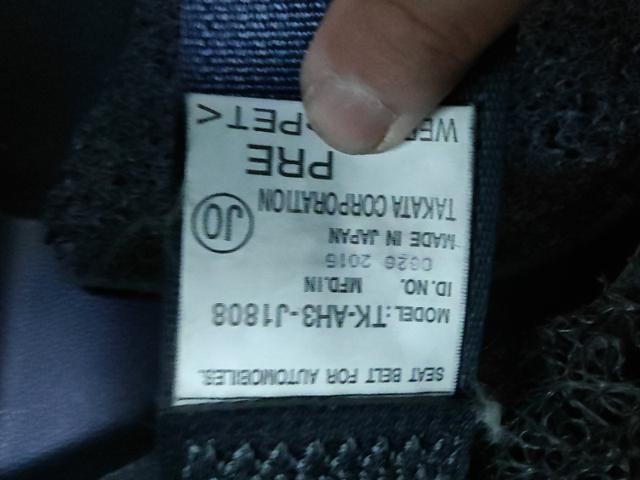 SEAT BELT FOR AUTOMOBILES.
MODEL: TK-AH3-J1808
ID. NO. MFD. IN
0326 2016
MADE IN JAPAN
TAKATA CORPORATION
JO
PRE
PET<